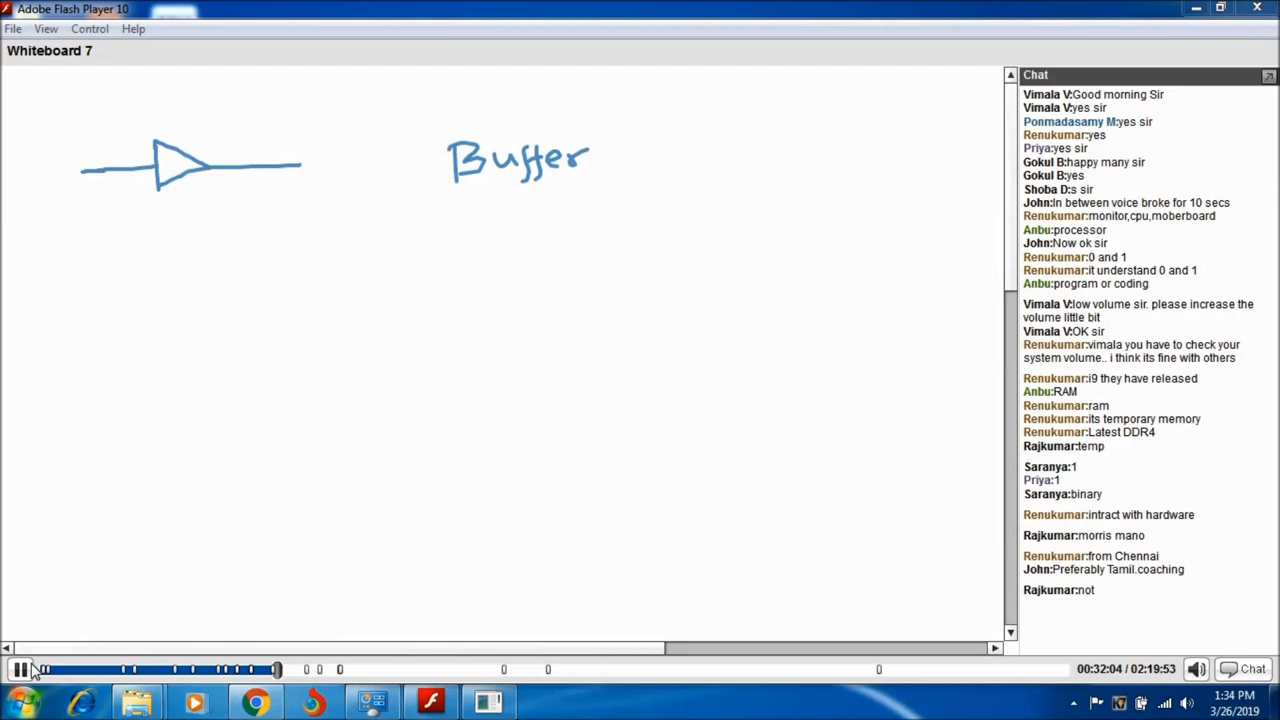 Adobe Flash Player 10
File View Control Help
Whiteboard 7
Buffer
Chat
Vimala V:Good morning Sir
Vimala V:yes sir
Ponmadasamy M:yes sir
Renukumar:yes
Priya:yes sir
Gokul B:happy many sir
Gokul B:yes
Shoba D:s sir
John:In between voice broke for 10 secs
Renukumar:monitor,cpu,moberboard
Anbu:processor
John:Now ok sir
Renukumar:0 and 1
Renukumar:it understand 0 and 1
Anbu:program or coding
Vimala V:low volume sir. please increase the
volume little bit
Vimala V:OK sir
Renukumar:vimala you have to check your
system volume.. i think its fine with others
Renukumar:i9 they have released
Anbu:RAM
Renukumar:ram
Renukumar:its temporary memory
Renukumar:Latest DDR4
Rajkumar:temp
Saranya:1
Priya:1
Saranya:binary
Renukumar:intract with hardware
Rajkumar:morris mano
Renukumar:from Chennai
John:Preferably Tamil.coaching
Rajkumar:not
00:32:04 / 02:19:53 Chat
1:34 PM
3/26/2019